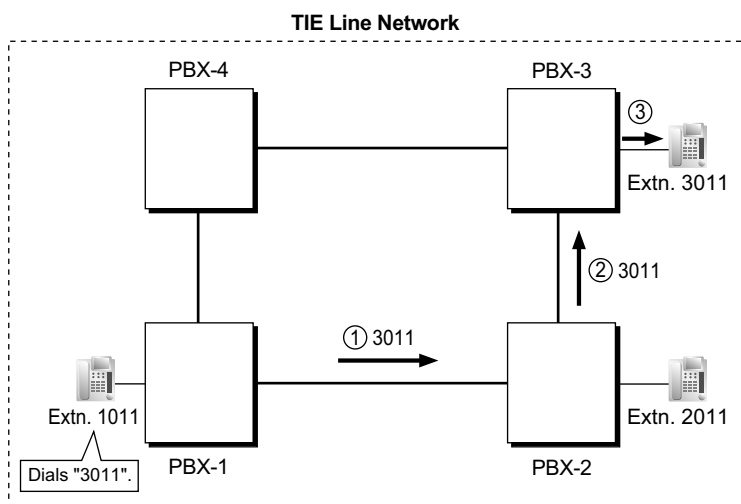 TIE Line Network
PBX-4
PBX-3
③
Extn. 3011
② 3011
① 3011
Extn. 1011
Extn. 2011
Dials "3011".
PBX-1
PBX-2